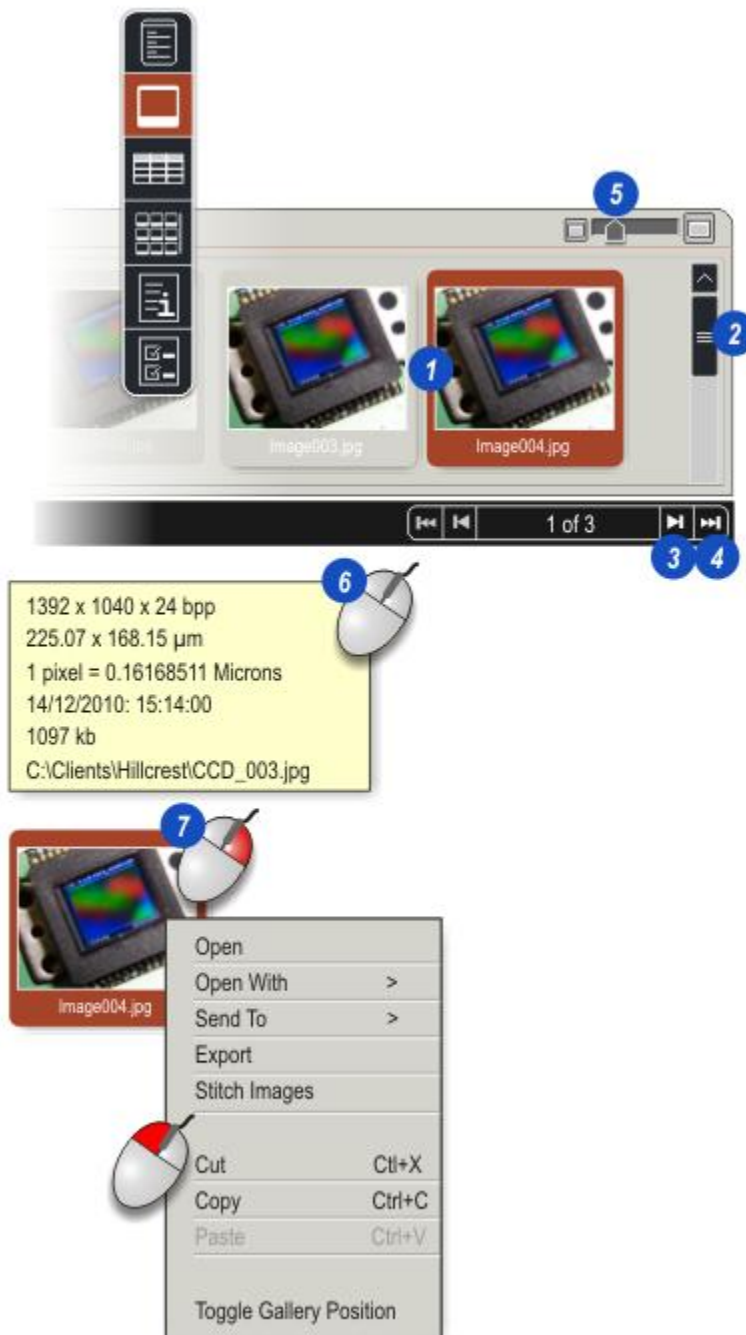 5
2
1
Image003.jpg
Image004.jpg
1 of 3
3
4
6
1392 x 1040 x 24 bpp
225.07 x 168.15 µm
1 pixel = 0.16168511 Microns
14/12/2010: 15:14:00
1097 kb
C:\Clients\Hillcrest\CCD_003.jpg
7
Image004.jpg
Open
Open With >
Send To >
Export
Stitch Images
Cut Ctl+X
Copy Ctrl+C
Paste Ctrl+V
Toggle Gallery Position